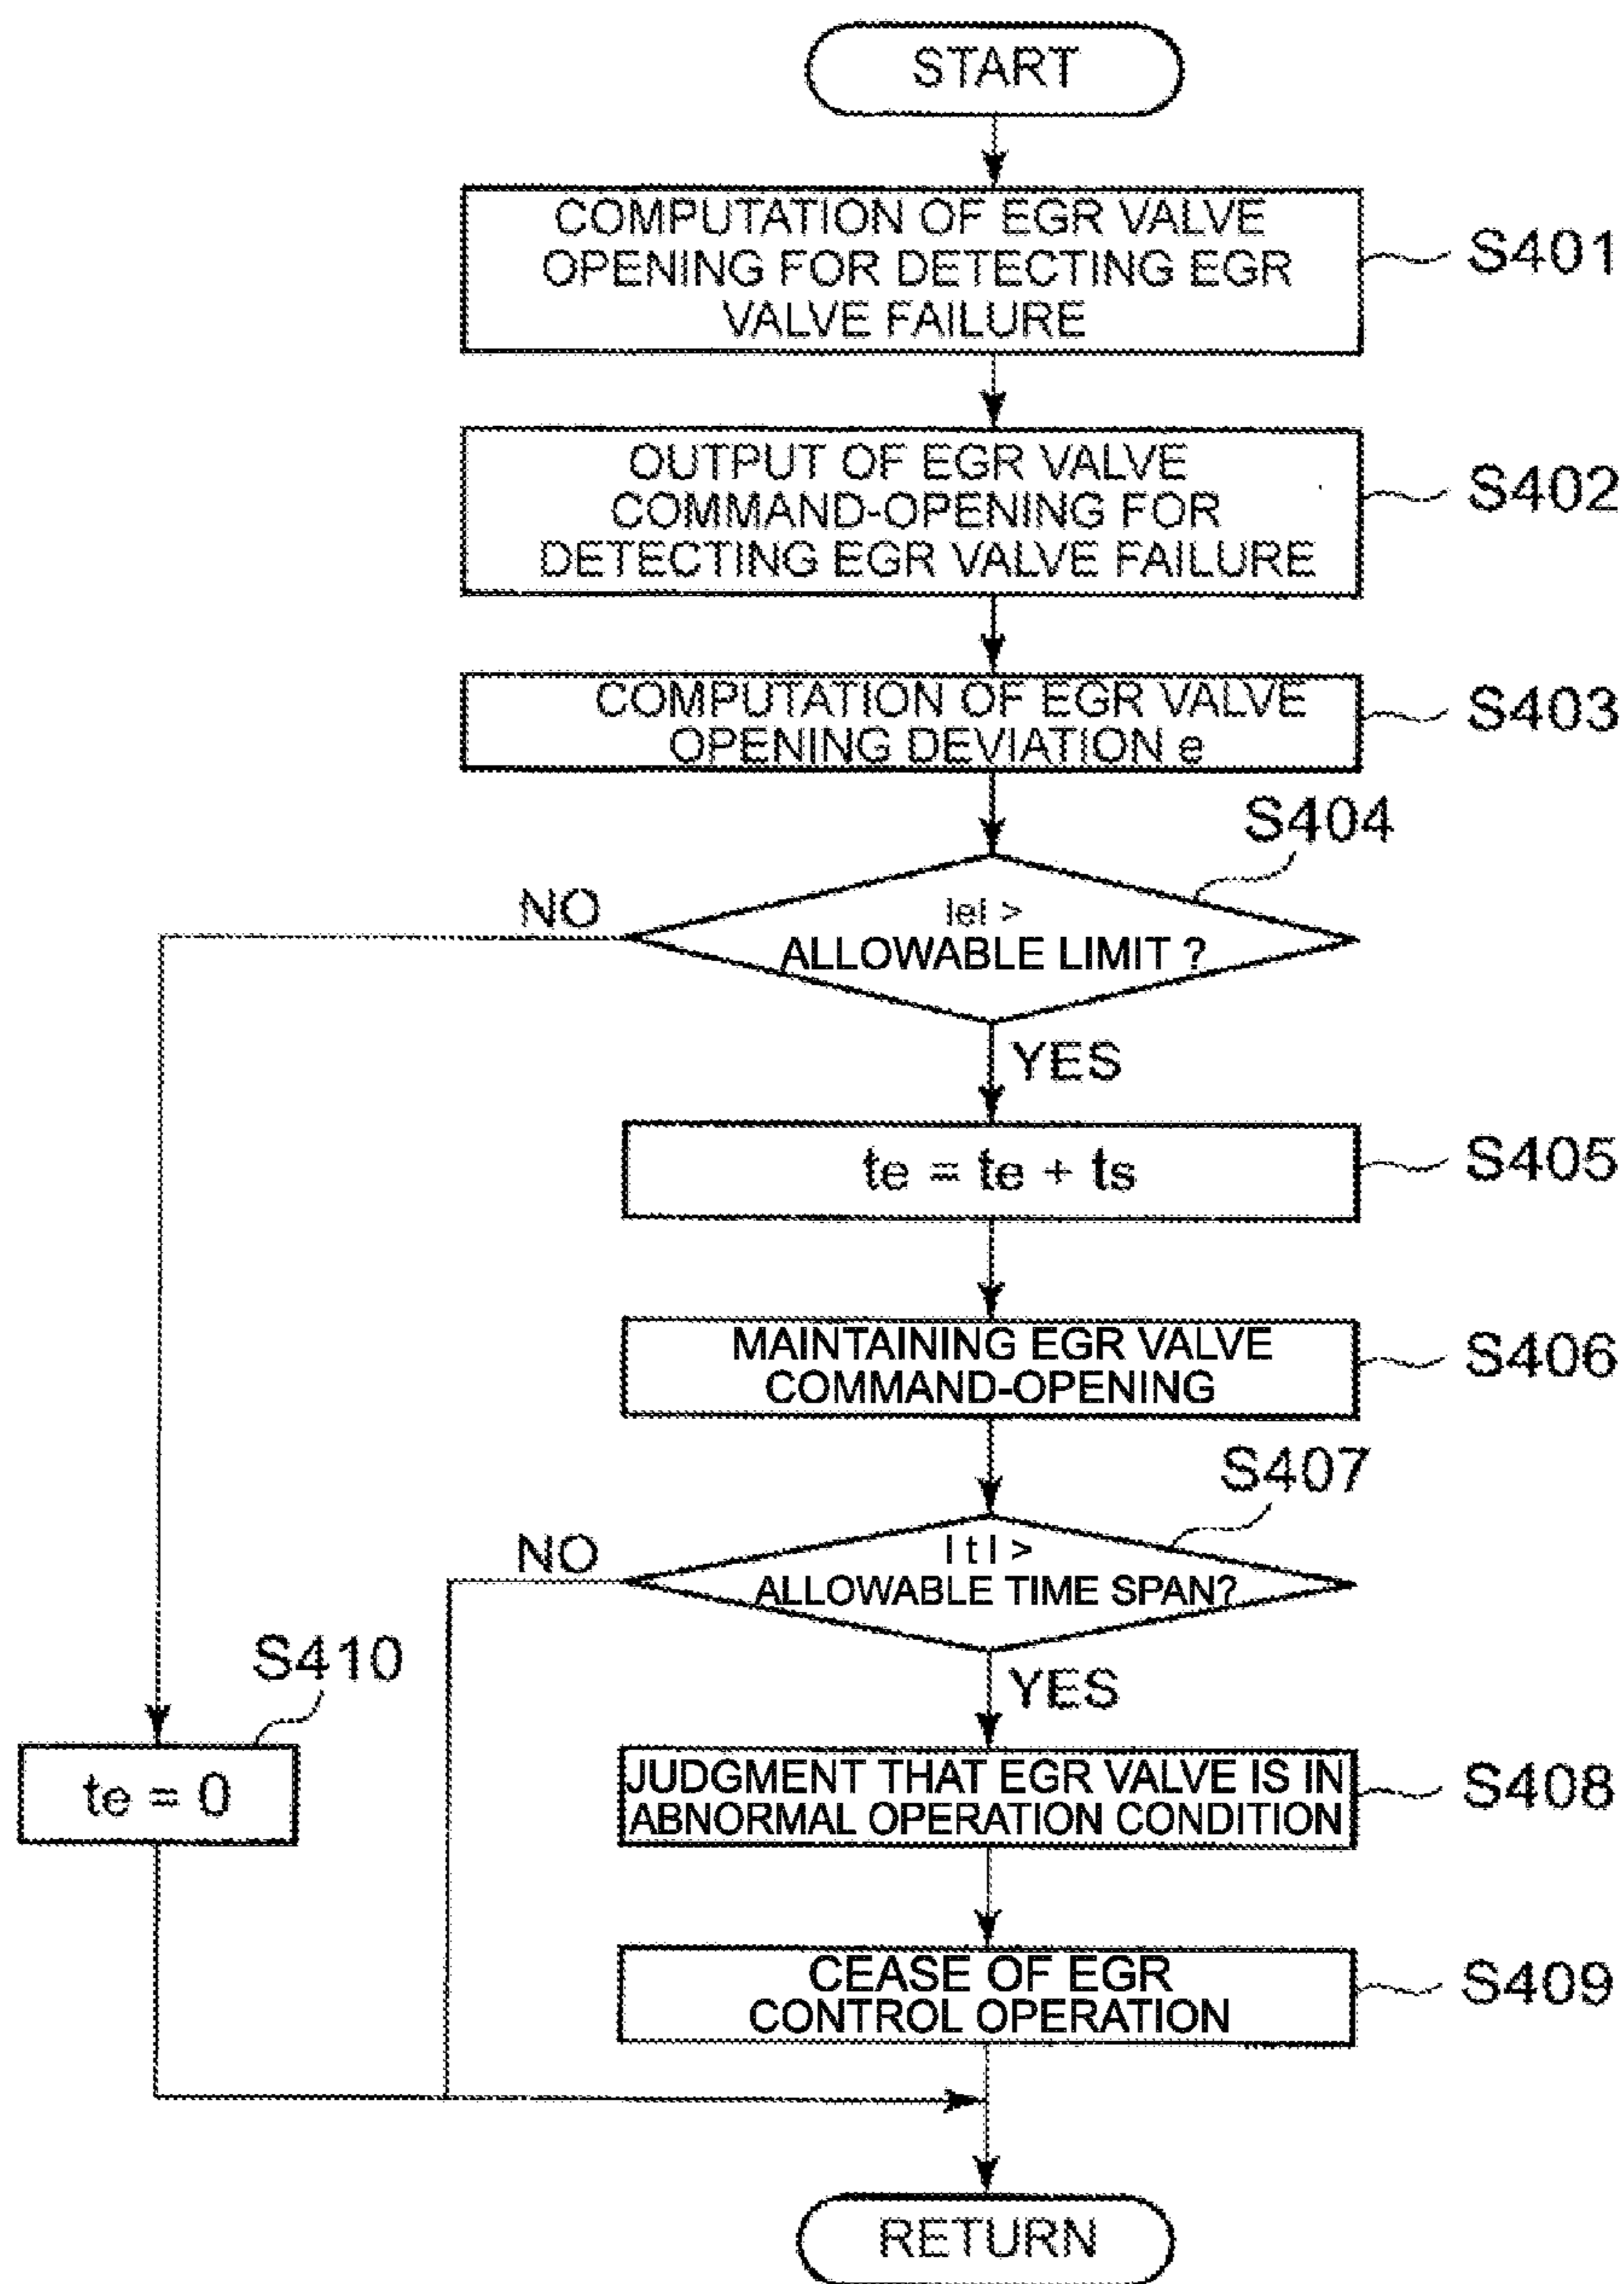 START
COMPUTATION OF EGR VALVE
OPENING FOR DETECTING EGR
VALVE FAILURE
S401
OUTPUT OF EGR VALVE
COMMAND-OPENING FOR
DETECTING EGR VALVE FAILURE
S402
COMPUTATION OF EGR VALVE
OPENING DEVIATION e
S403
S404
NO
|e| >
ALLOWABLE LIMIT ?
YES
te = te + ts
S405
MAINTAINING EGR VALVE
COMMAND-OPENING
S406
S407
NO
| t | >
ALLOWABLE TIME SPAN?
YES
S410
te = 0
JUDGMENT THAT EGR VALVE IS IN
ABNORMAL OPERATION CONDITION
S408
CEASE OF EGR
CONTROL OPERATION
S409
RETURN